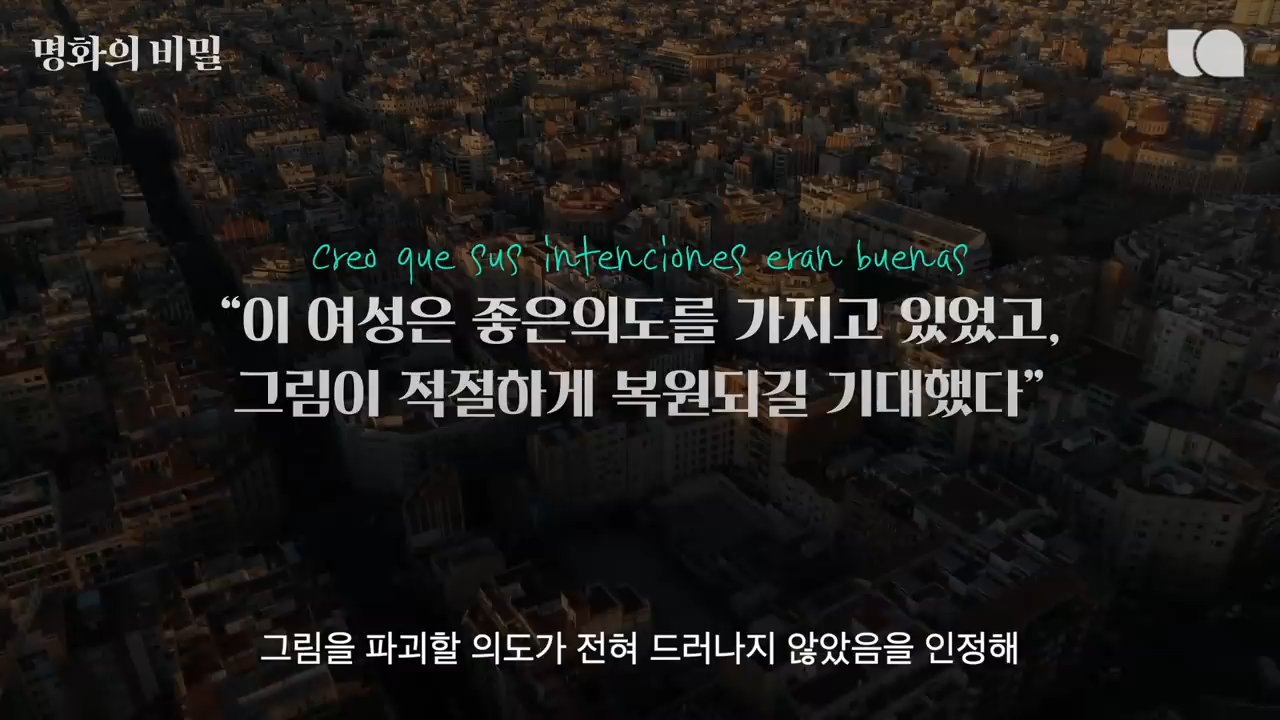 명화의 비밀
creo que sus intenciones eran buenas
“이 여성은 좋은의도를 가지고 있었고,
그림이 적절하게 복원되길 기대했다”
그림을 파괴할 의도가 전혀 드러나지 않았음을 인정해